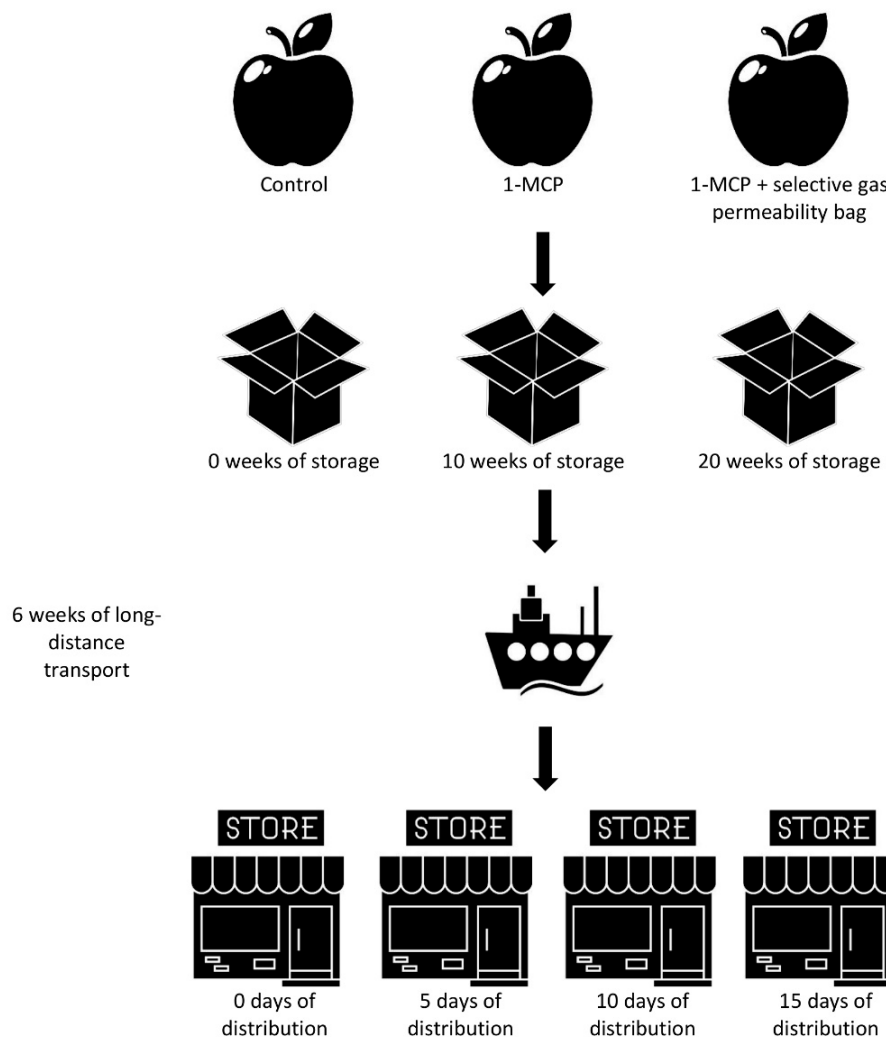 Control
1-MCP
1-MCP + selective gas
permeability bag
0 weeks of storage
10 weeks of storage
20 weeks of storage
6 weeks of long-
distance
transport
STORE
STORE
STORE
STORE
0 days of
distribution
5 days of
distribution
10 days of
distribution
15 days of
distribution